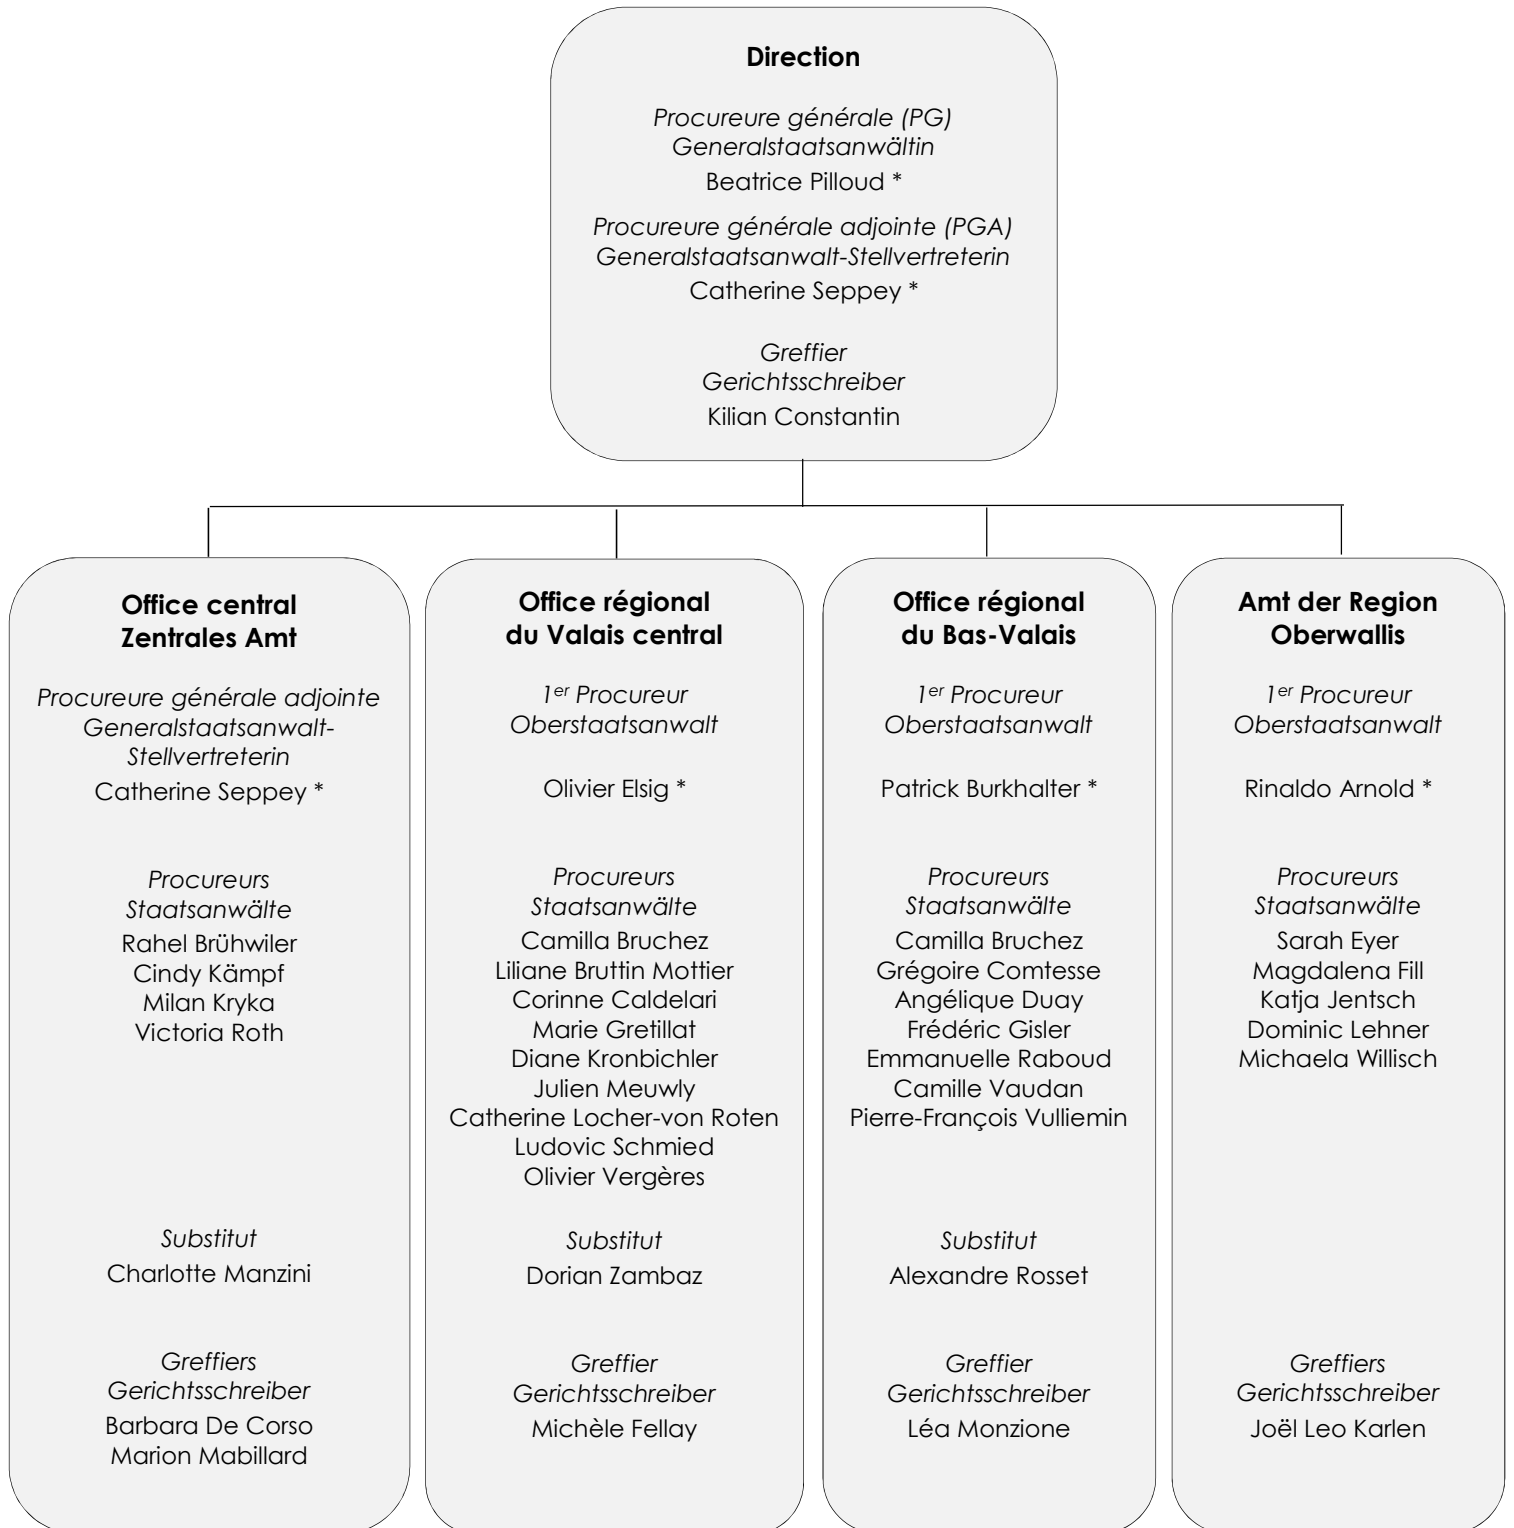 Direction
Procureure générale (PG)
Generalstaatsanwältin
Beatrice Pilloud *
Procureure générale adjointe (PGA)
Generalstaatsanwalt-Stellvertreterin
Catherine Seppey *
Greffier
Gerichtsschreiber
Kilian Constantin
Office central
Zentrales Amt
Procureure générale adjointe
Generalstaatsanwalt-
Stellvertreterin
Catherine Seppey *
Procureurs
Staatsanwälte
Rahel Brühwiler
Cindy Kämpf
Milan Kryka
Victoria Roth
Substitut
Charlotte Manzini
Greffiers
Gerichtsschreiber
Barbara De Corso
Marion Mabillard
Office régional
du Valais central
1er Procureur
Oberstaatsanwalt
Olivier Elsig *
Procureurs
Staatsanwälte
Camilla Bruchez
Liliane Bruttin Mottier
Corinne Caldelari
Marie Gretillat
Diane Kronbichler
Julien Meuwly
Catherine Locher-von Roten
Ludovic Schmied
Olivier Vergères
Substitut
Dorian Zambaz
Greffier
Gerichtsschreiber
Michèle Fellay
Office régional
du Bas-Valais
1er Procureur
Oberstaatsanwalt
Patrick Burkhalter *
Procureurs
Staatsanwälte
Camilla Bruchez
Grégoire Comtesse
Angélique Duay
Frédéric Gisler
Emmanuelle Raboud
Camille Vaudan
Pierre-François Vulliemin
Substitut
Alexandre Rosset
Greffier
Gerichtsschreiber
Léa Monzione
Amt der Region
Oberwallis
1er Procureur
Oberstaatsanwalt
Rinaldo Arnold *
Procureurs
Staatsanwälte
Sarah Eyer
Magdalena Fill
Katja Jentsch
Dominic Lehner
Michaela Willisch
Greffiers
Gerichtsschreiber
Joël Leo Karlen